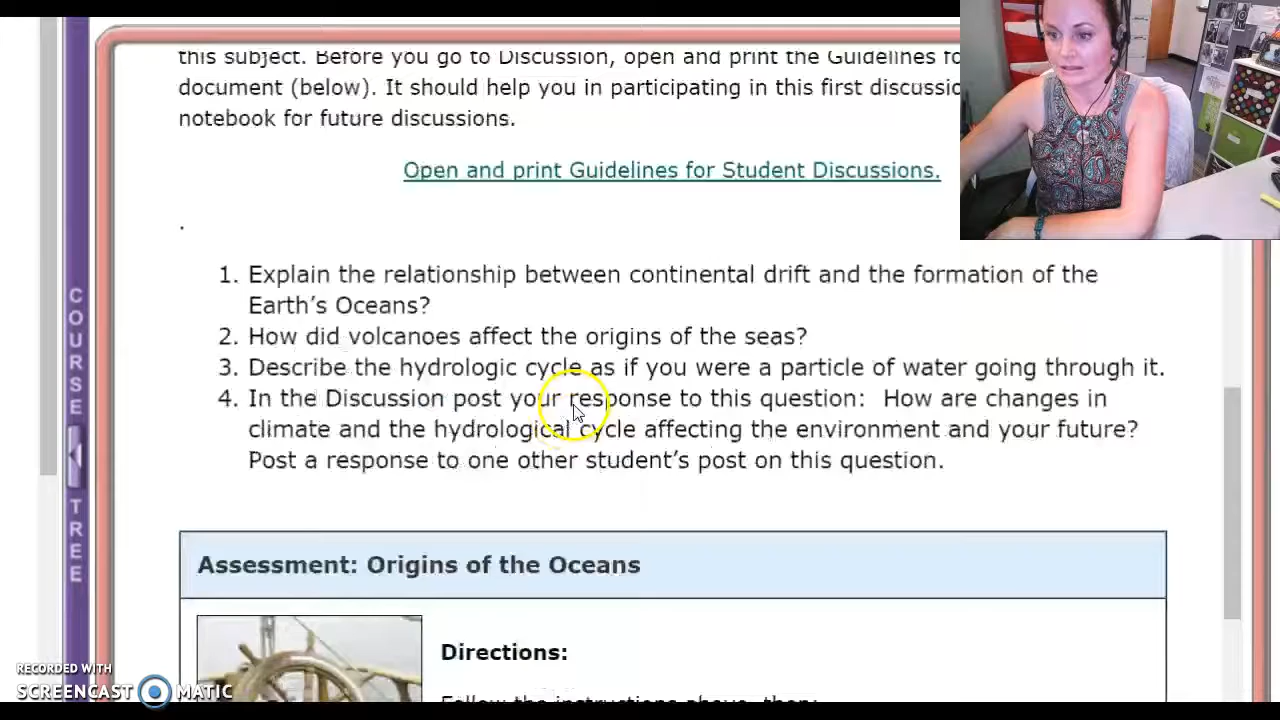 this subject. Before you go to Discussion, open and print the Guidelines
document (below). It should help you in participating in this first
notebook for future discussions.
Open and print Guidelines for Student Discussions.
.
1. Explain the relationship between continental drift and the formation of the
Earth’s Oceans?
2. How did volcanoes affect the origins of the seas?
3. Describe the hydrologic cycle as if you were a particle of water going through it.
4. In the Discussion post your response to this question:  How are changes in
climate and the hydrological cycle affecting the environment and your future?
Post a response to one other student’s post on this question.
COURSE TREE
Assessment: Origins of the Oceans
Directions:
Follow the instructions above, then:
RECORDED WITH
SCREENCAST MATIC